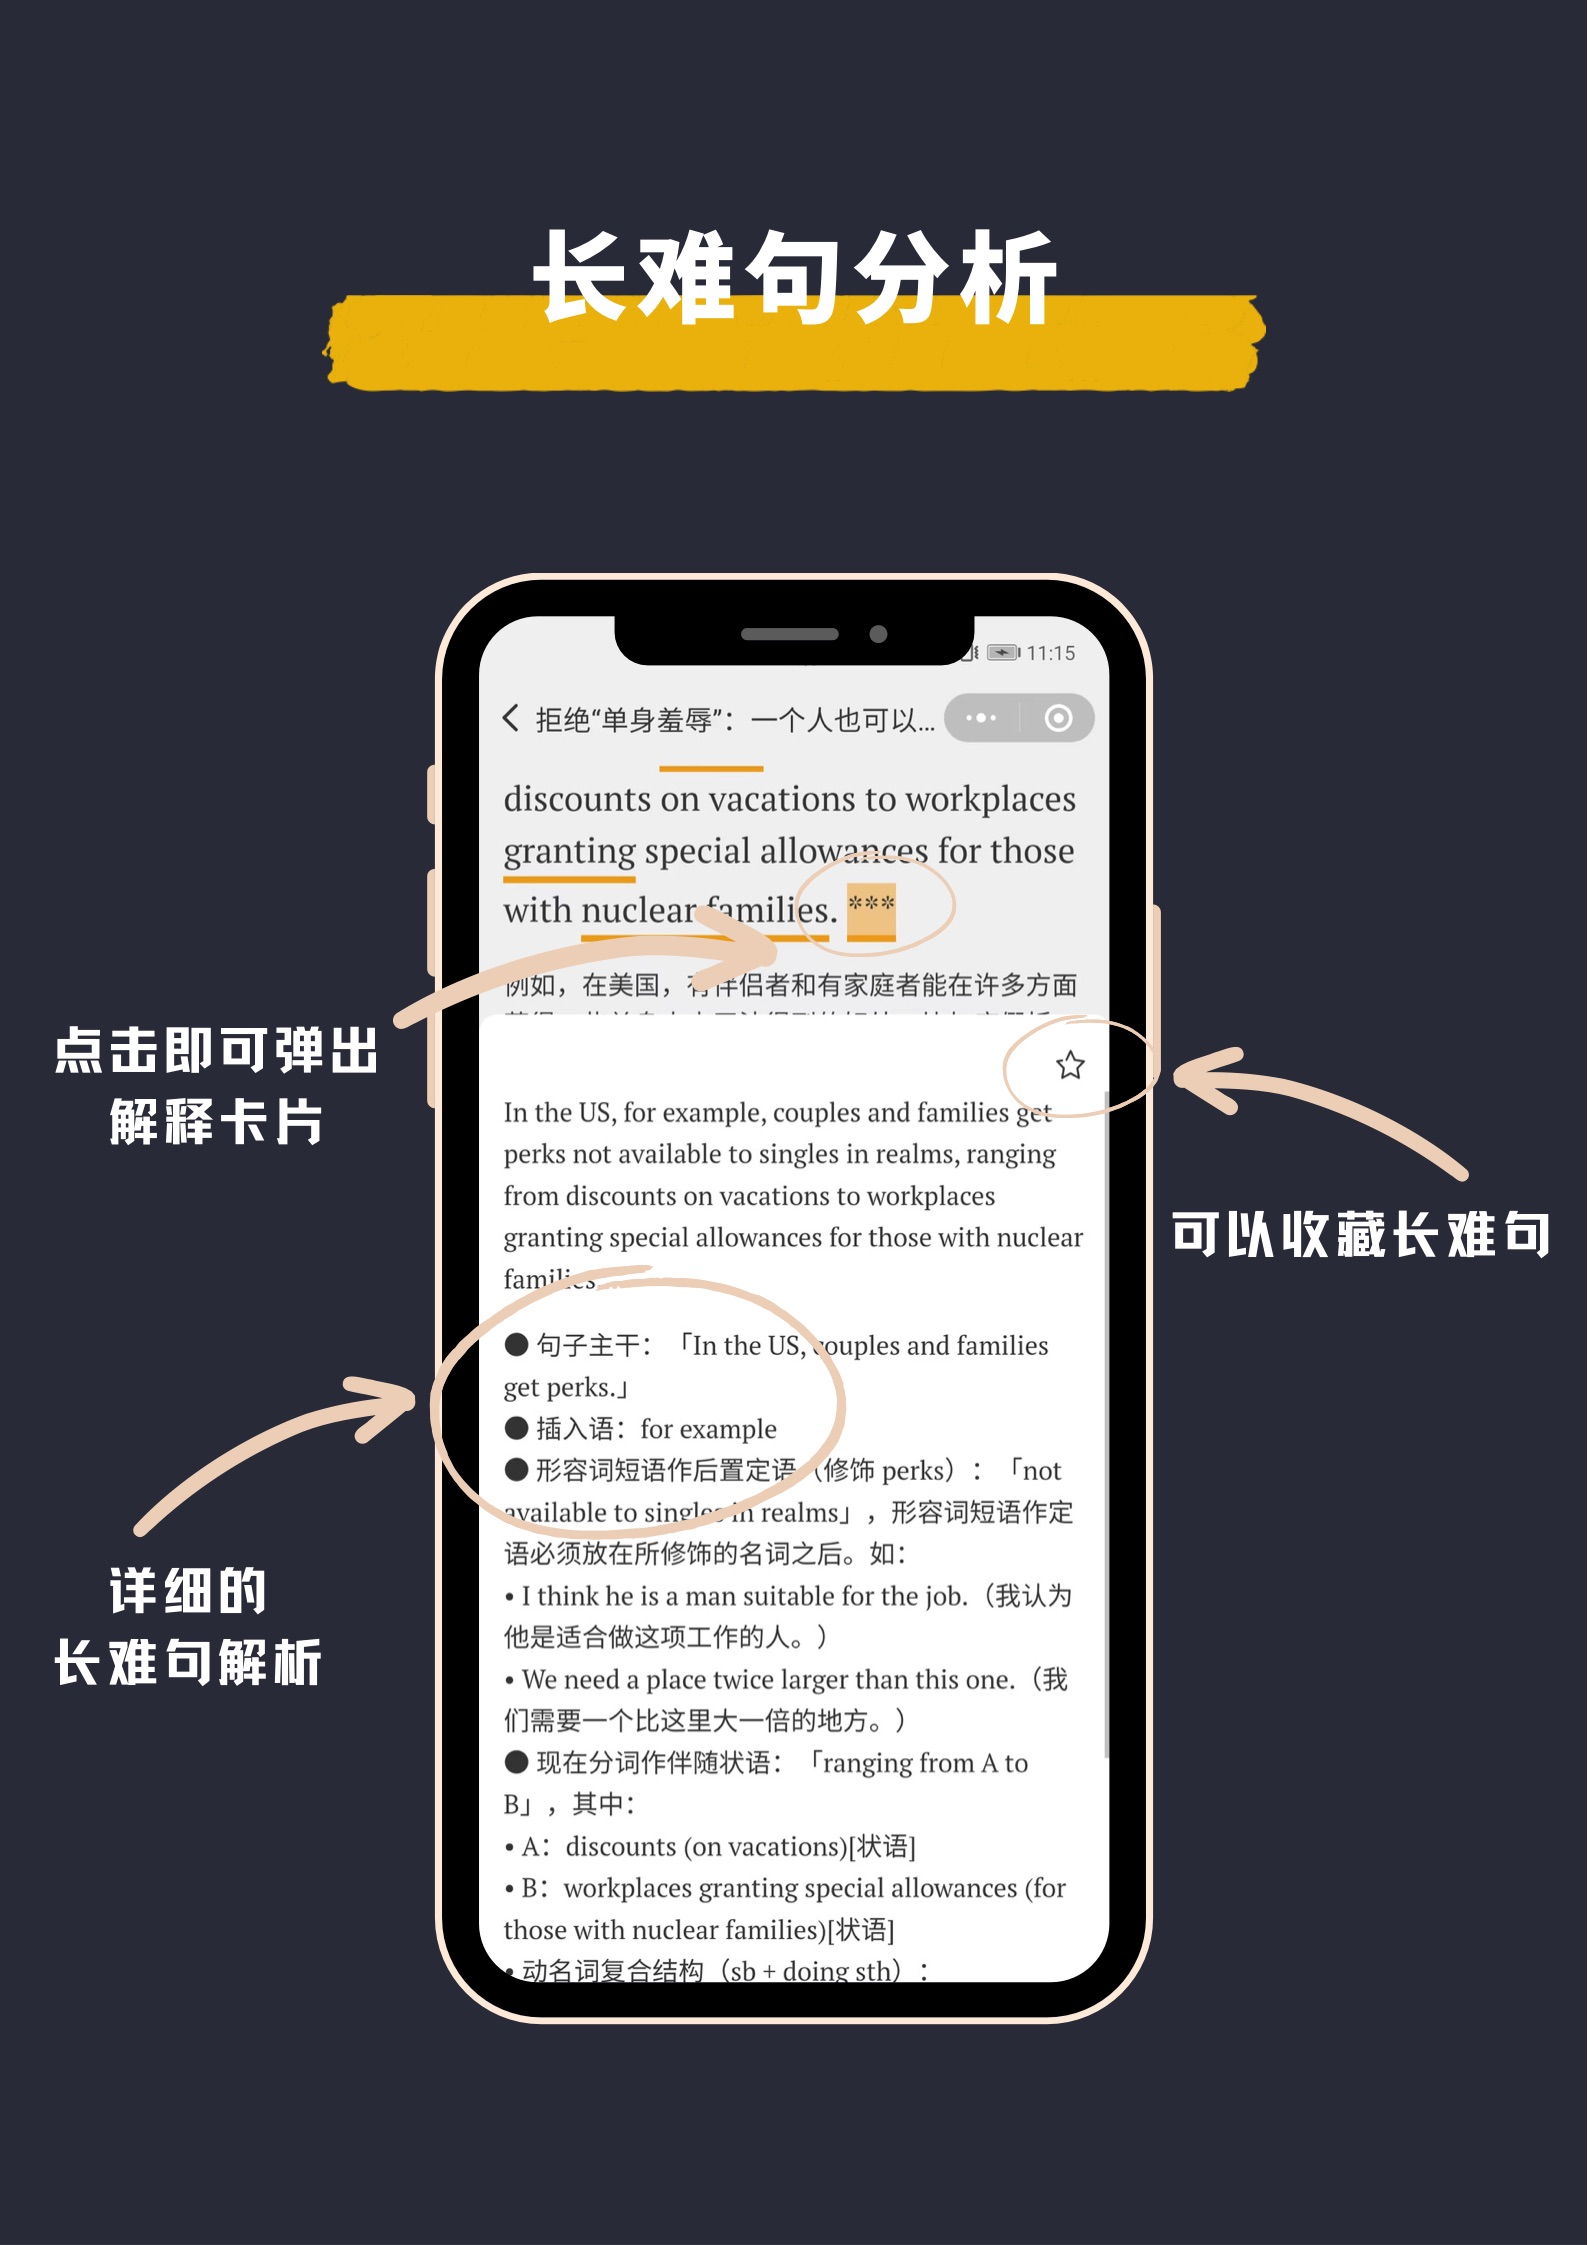 长难句分析
11:15
拒绝“单身羞辱”：一个人也可以...
discounts on vacations to workplaces
granting special allowances for those
with nuclear families. ***
例如，在美国，有伴侣者和有家庭者能在许多方面
点击即可弹出
解释卡片
In the US, for example, couples and families get
perks not available to singles in realms, ranging
from discounts on vacations to workplaces
granting special allowances for those with nuclear
families.
可以收藏长难句
● 句子主干：「In the US, couples and families
get perks.」
● 插入语：for example
● 形容词短语作后置定语（修饰 perks）：「not
available to singles in realms」，形容词短语作定
语必须放在所修饰的名词之后。如：
• I think he is a man suitable for the job.（我认为
他是适合做这项工作的人。）
• We need a place twice larger than this one.（我
们需要一个比这里大一倍的地方。）
● 现在分词作伴随状语：「ranging from A to
B」，其中：
• A：discounts (on vacations)[状语]
• B：workplaces granting special allowances (for
those with nuclear families)[状语]
• 动名词复合结构（sb + doing sth）：
详细的
长难句解析